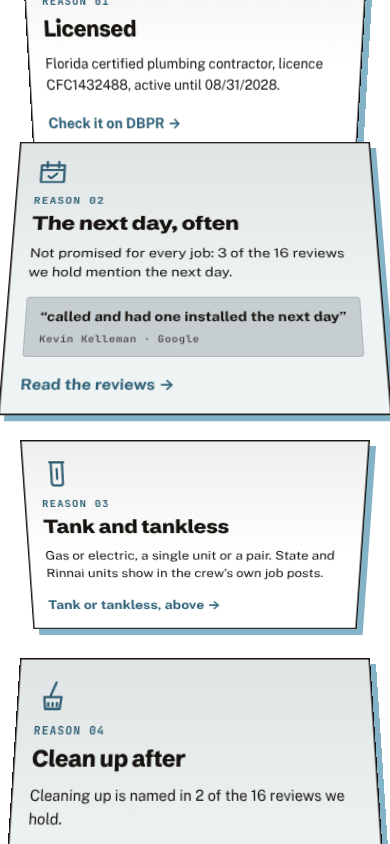 REASON 01
Licensed
Florida certified plumbing contractor, licence
CFC1432488, active until 08/31/2028.
Check it on DBPR →
REASON 02
The next day, often
Not promised for every job: 3 of the 16 reviews
we hold mention the next day.
“called and had one installed the next day”
Kevin Kelleman · Google
Read the reviews →
REASON 03
Tank and tankless
Gas or electric, a single unit or a pair. State and
Rinnai units show in the crew’s own job posts.
Tank or tankless, above →
REASON 04
Clean up after
Cleaning up is named in 2 of the 16 reviews we
hold.